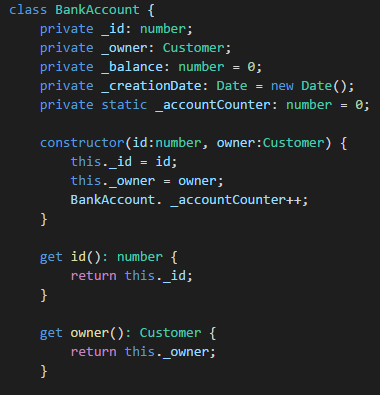 class BankAccount {
    private _id: number;
    private _owner: Customer;
    private _balance: number = 0;
    private _creationDate: Date = new Date();
    private static _accountCounter: number = 0;

    constructor(id:number, owner:Customer) {
        this._id = id;
        this._owner = owner;
        BankAccount. _accountCounter++;
    }

    get id(): number {
        return this._id;
    }

    get owner(): Customer {
        return this._owner;
    }